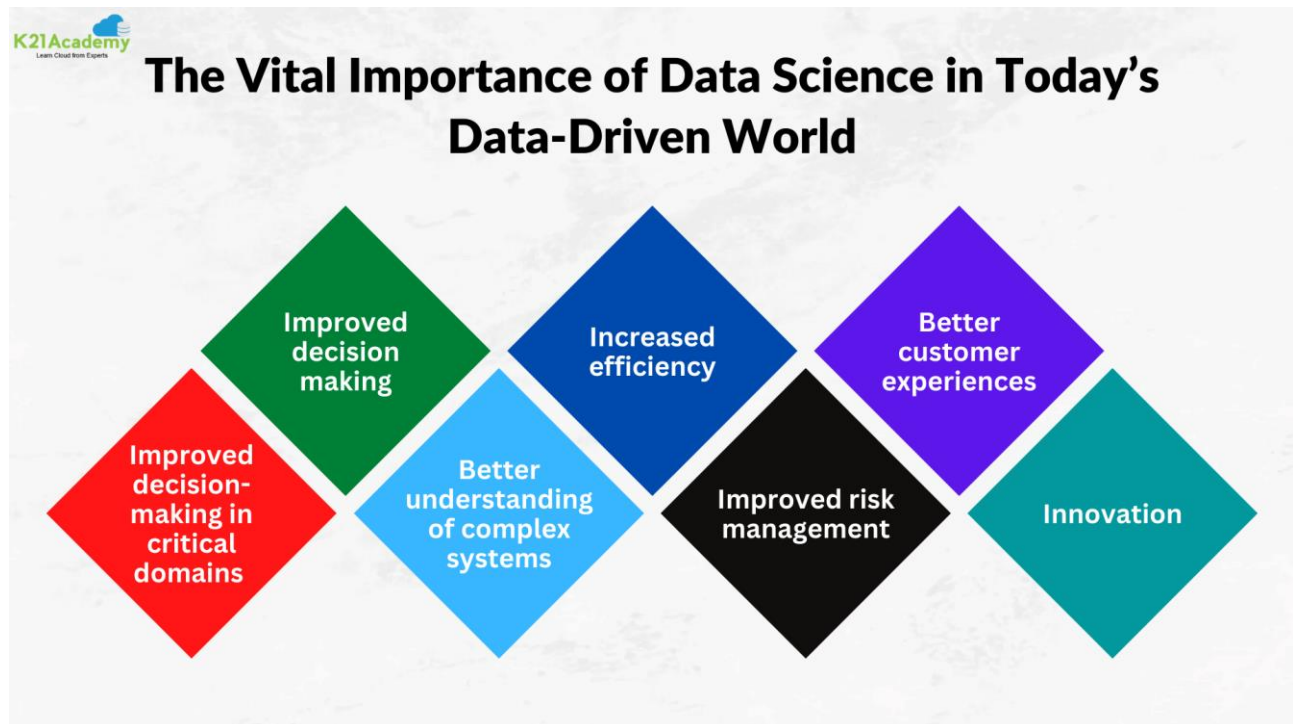 K21Academy
Learn Cloud from Experts
The Vital Importance of Data Science in Today’s
Data-Driven World
Improved
decision
making
Increased
efficiency
Better
customer
experiences
Improved
decision-
making in
critical
domains
Better
understanding
of complex
systems
Improved risk
management
Innovation